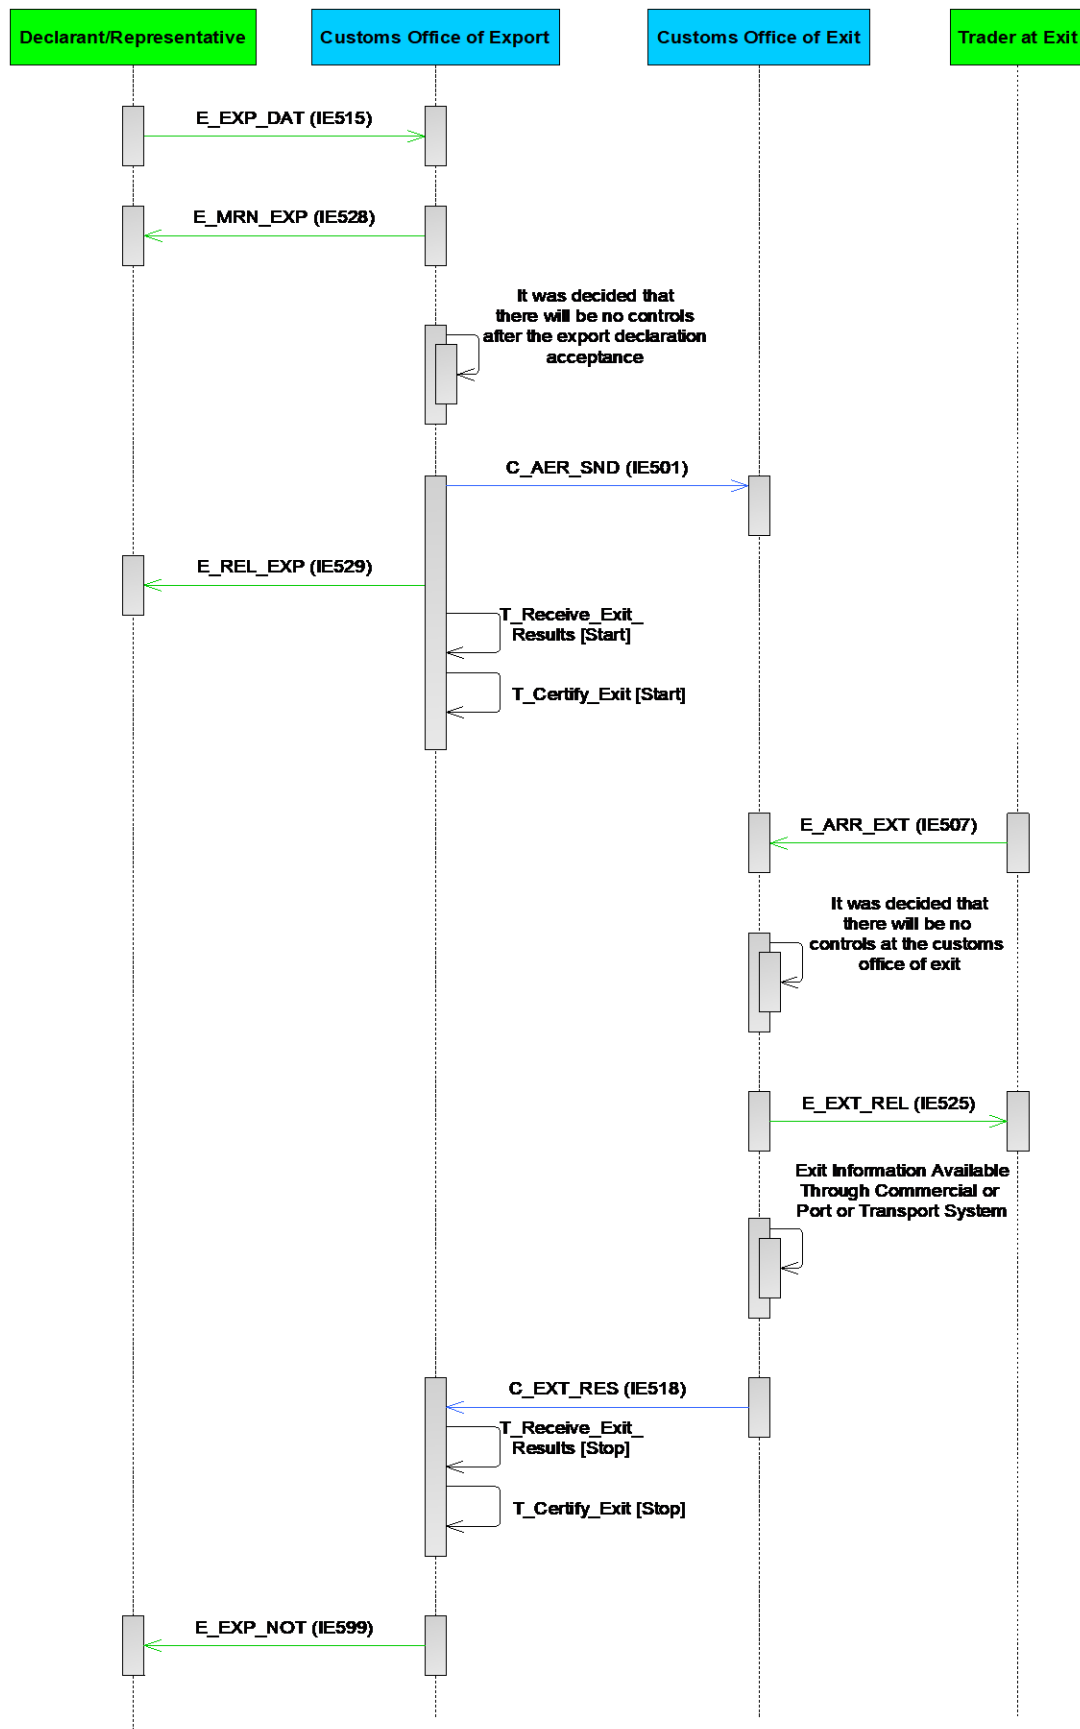 Declarant/Representative
Customs Office of Export
Customs Office of Exit
Trader at Exit
E_EXP_DAT (IE515)
E_MRN_EXP (IE528)
It was decided that
there will be no controls
after the export declaration
acceptance
C_AER_SND (IE501)
E_REL_EXP (IE529)
T_Receive_Exit_
Results [Start]
T_Certify_Exit [Start]
E_ARR_EXT (IE507)
It was decided that
there will be no
controls at the customs
office of exit
E_EXT_REL (IE525)
Exit Information Available
Through Commercial or
Port or Transport System
C_EXT_RES (IE518)
T_Receive_Exit_
Results [Stop]
T_Certify_Exit [Stop]
E_EXP_NOT (IE599)